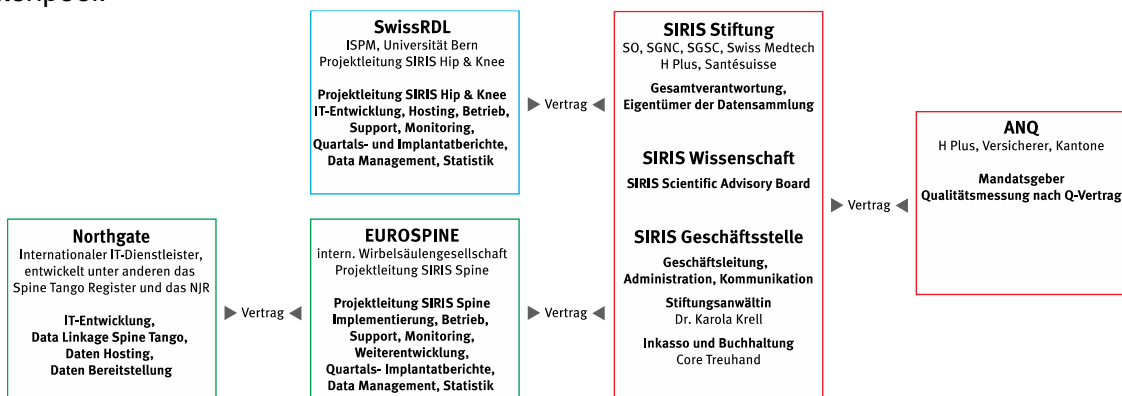 SwissRDL
ISPM, Universität Bern
Projektleitung SIRIS Hip & Knee
Projektleitung SIRIS Hip & Knee
IT-Entwicklung, Hosting, Betrieb,
Support, Monitoring,
Quartals- und Implantatberichte,
Data Management, Statistik
Vertrag
SIRIS Stiftung
SO, SGNC, SGSC, Swiss Medtech
H Plus, Santésuisse
Gesamtverantwortung,
Eigentümer der Datensammlung
SIRIS Wissenschaft
SIRIS Scientific Advisory Board
SIRIS Geschäftsstelle
Geschäftsleitung,
Administration, Kommunikation
Stiftungsanwältin
Dr. Karola Krell
Inkasso und Buchhaltung
Core Treuhand
Vertrag
ANQ
H Plus, Versicherer, Kantone
Mandatsgeber
Qualitätsmessung nach Q-Vertrag
Northgate
Internationaler IT-Dienstleister,
entwickelt unter anderen das
Spine Tango Register und das NJR
IT-Entwicklung,
Data Linkage Spine Tango,
Daten Hosting,
Daten Bereitstellung
Vertrag
EUROSPINE
intern. Wirbelsäulengesellschaft
Projektleitung SIRIS Spine
Projektleitung SIRIS Spine
Implementierung, Betrieb,
Support, Monitoring,
Weiterentwicklung,
Quartals- Implantatberichte,
Data Management, Statistik
Vertrag